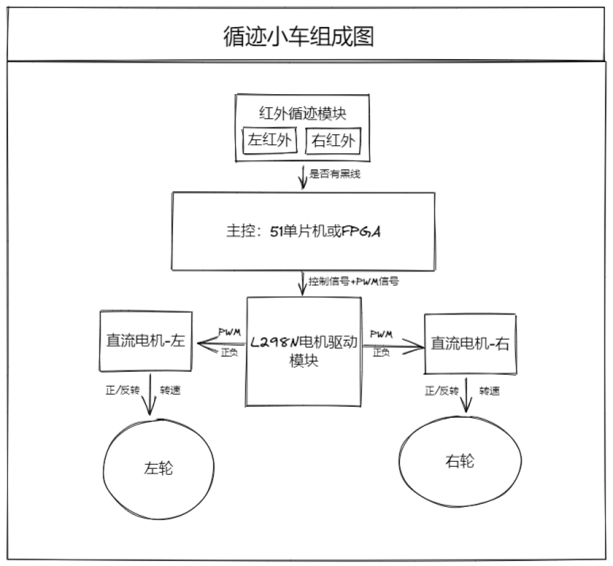 循迹小车组成图
红外循迹模块
左红外 右红外
是否有黑线
主控：51单片机或FPGA
控制信号+PWM信号
直流电机-左
PWM
正负
L298N电机驱动
模块
PWM
正负
直流电机-右
正/反转 转速
正/反转 转速
左轮
右轮